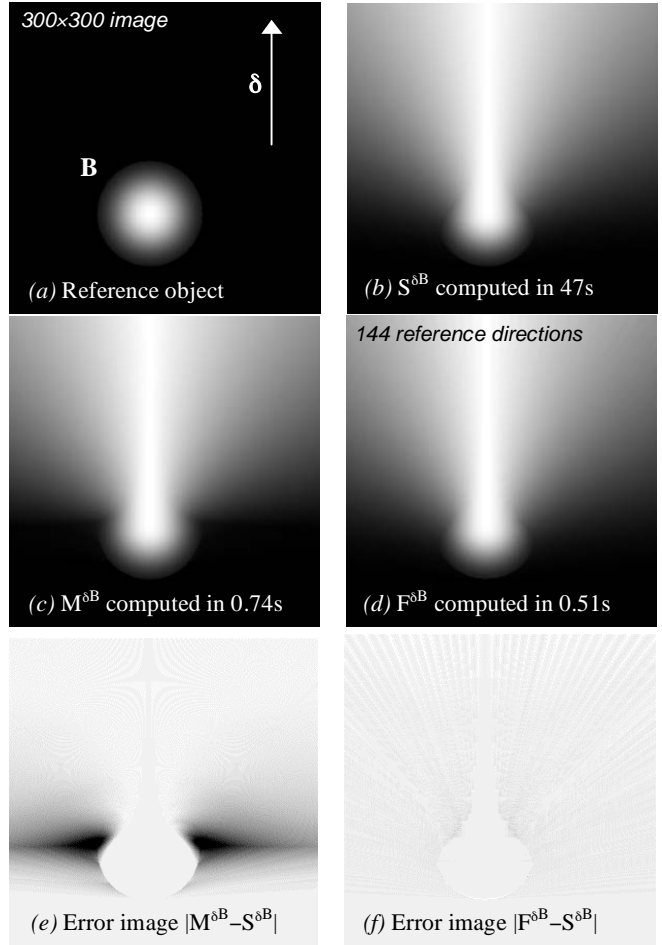 300×300 image
δ
B
(a) Reference object
(b) S^δB computed in 47s
(c) M^δB computed in 0.74s
144 reference directions
(d) F^δB computed in 0.51s
(e) Error image |M^δB–S^δB|
(f) Error image |F^δB–S^δB|